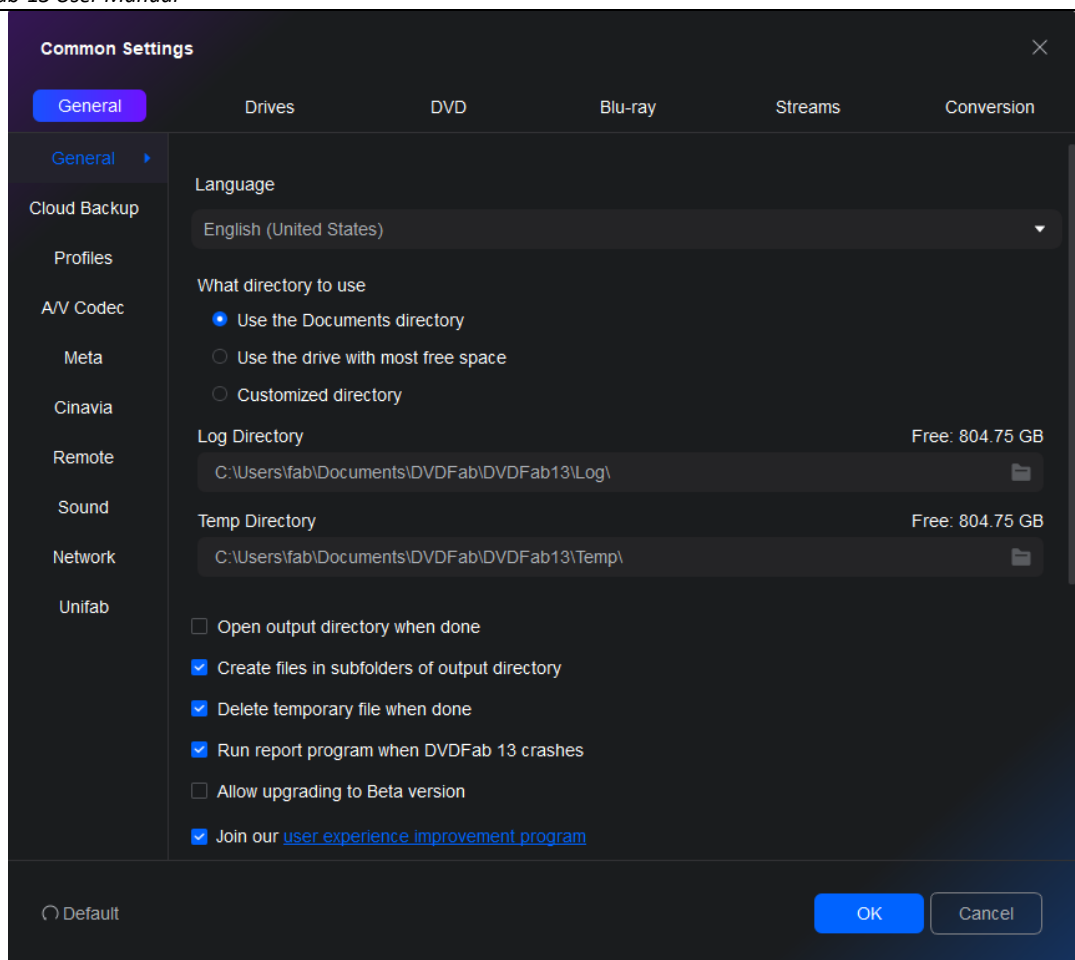 13 User Manual
Common Settings
General Drives DVD Blu-ray Streams Conversion
General
Cloud Backup
Profiles
A/V Codec
Meta
Cinavia
Remote
Sound
Network
Unifab
Language
English (United States)
What directory to use
Use the Documents directory
Use the drive with most free space
Customized directory
Log Directory Free: 804.75 GB
C:\Users\fab\Documents\DVDFab\DVDFab13\Log\
Temp Directory Free: 804.75 GB
C:\Users\fab\Documents\DVDFab\DVDFab13\Temp\
Open output directory when done
Create files in subfolders of output directory
Delete temporary file when done
Run report program when DVDFab 13 crashes
Allow upgrading to Beta version
Join our user experience improvement program
Default OK Cancel